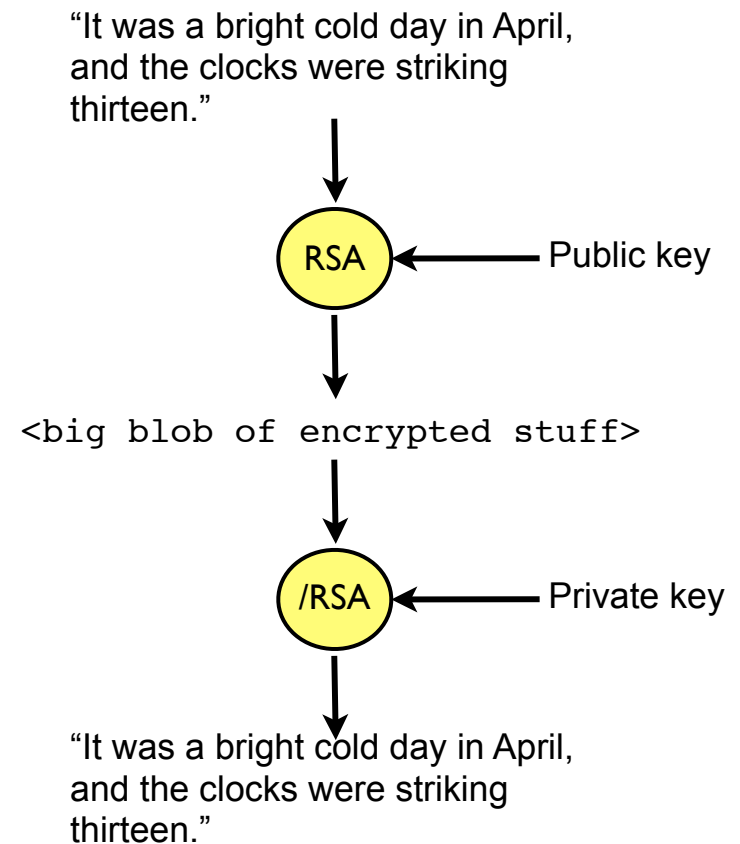 “It was a bright cold day in April,
and the clocks were striking
thirteen.”
RSA
Public key
<big blob of encrypted stuff>
/RSA
Private key
“It was a bright cold day in April,
and the clocks were striking
thirteen.”